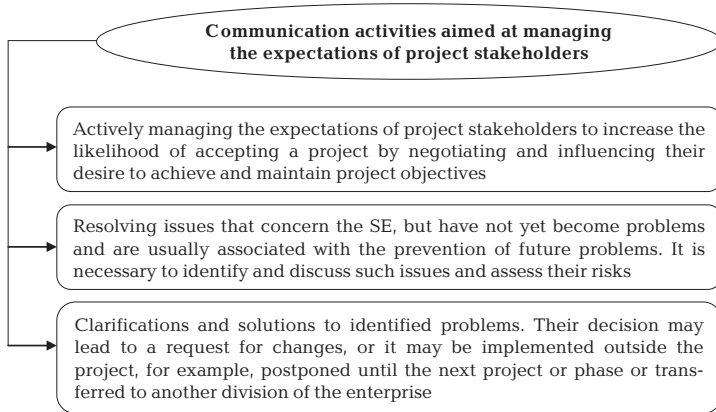 Communication activities aimed at managing
the expectations of project stakeholders
Actively managing the expectations of project stakeholders to increase the
likelihood of accepting a project by negotiating and influencing their
desire to achieve and maintain project objectives
Resolving issues that concern the SE, but have not yet become problems
and are usually associated with the prevention of future problems. It is
necessary to identify and discuss such issues and assess their risks
Clarifications and solutions to identified problems. Their decision may
lead to a request for changes, or it may be implemented outside the
project, for example, postponed until the next project or phase or trans-
ferred to another division of the enterprise